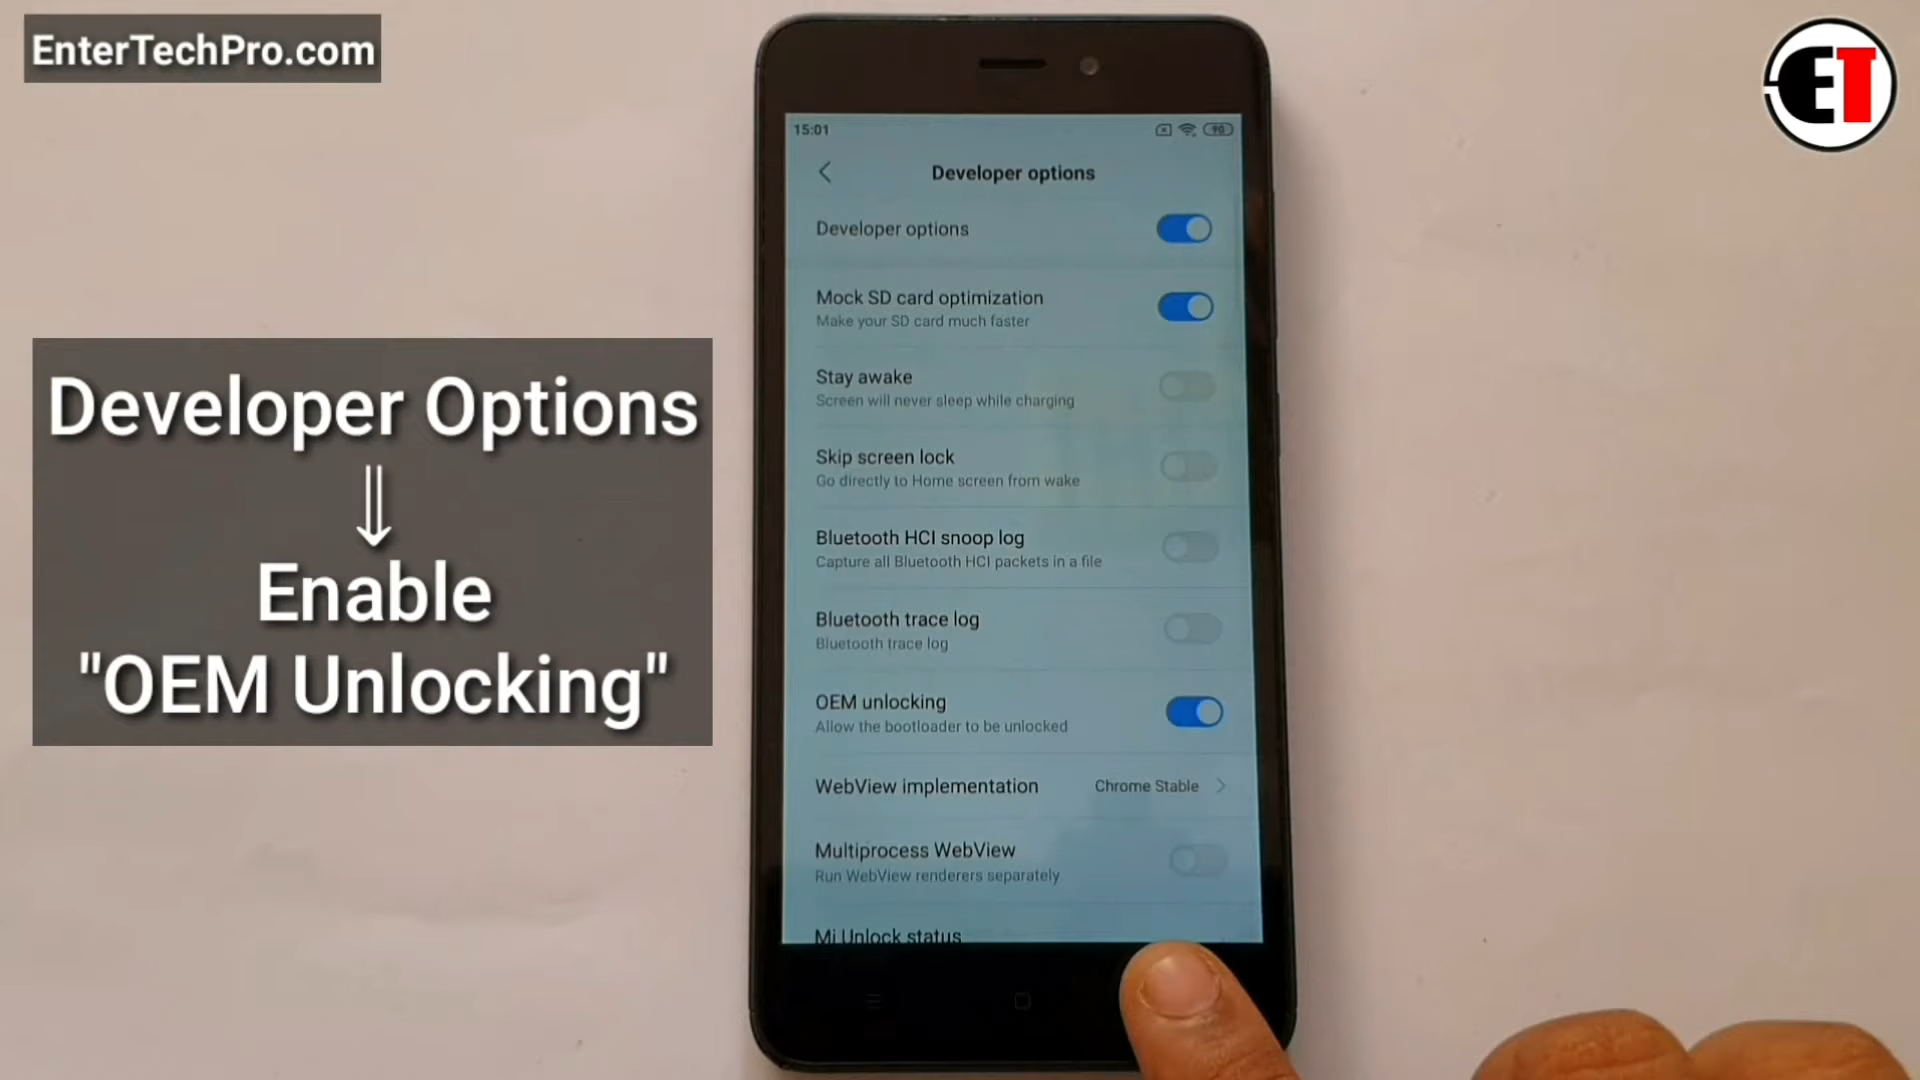 EnterTechPro.com
ET
Developer Options
⇓
Enable
"OEM Unlocking"
15:01
90
Developer options
Developer options
Mock SD card optimization
Make your SD card much faster
Stay awake
Screen will never sleep while charging
Skip screen lock
Go directly to Home screen from wake
Bluetooth HCI snoop log
Capture all Bluetooth HCI packets in a file
Bluetooth trace log
Bluetooth trace log
OEM unlocking
Allow the bootloader to be unlocked
WebView implementation Chrome Stable
Multiprocess WebView
Run WebView renderers separately
Mi Unlock status